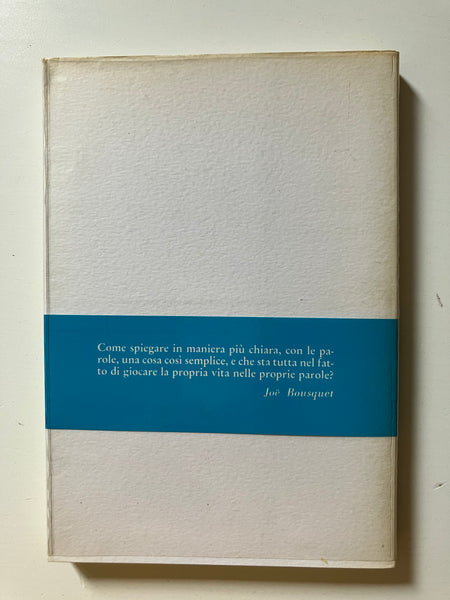 Come spiegare in maniera più chiara, con le pa-
role, una cosa così semplice, e che sta tutta nel fat-
to di giocare la propria vita nelle proprie parole?
Joë Bousquet